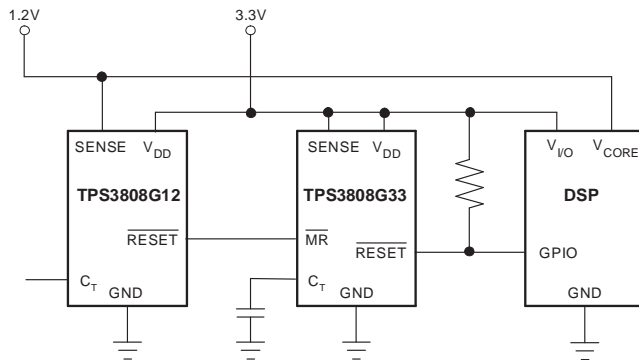 1.2V
3.3V
SENSE
VDD
TPS3808G12
RESET
CT
GND
SENSE
VDD
TPS3808G33
MR
RESET
CT
GND
VI/O
VCORE
DSP
GPIO
GND